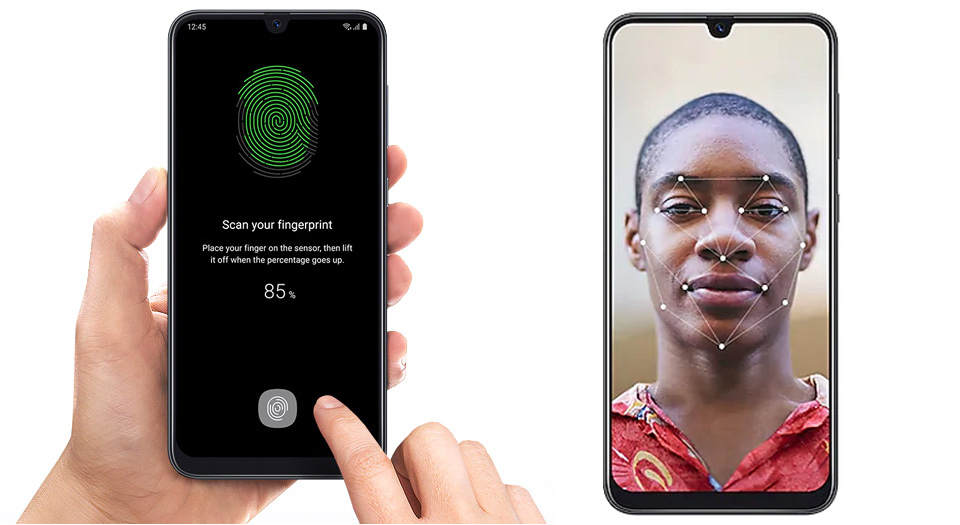 12:45
Scan your fingerprint
Place your finger on the sensor, then lift
it off when the percentage goes up.
85 %